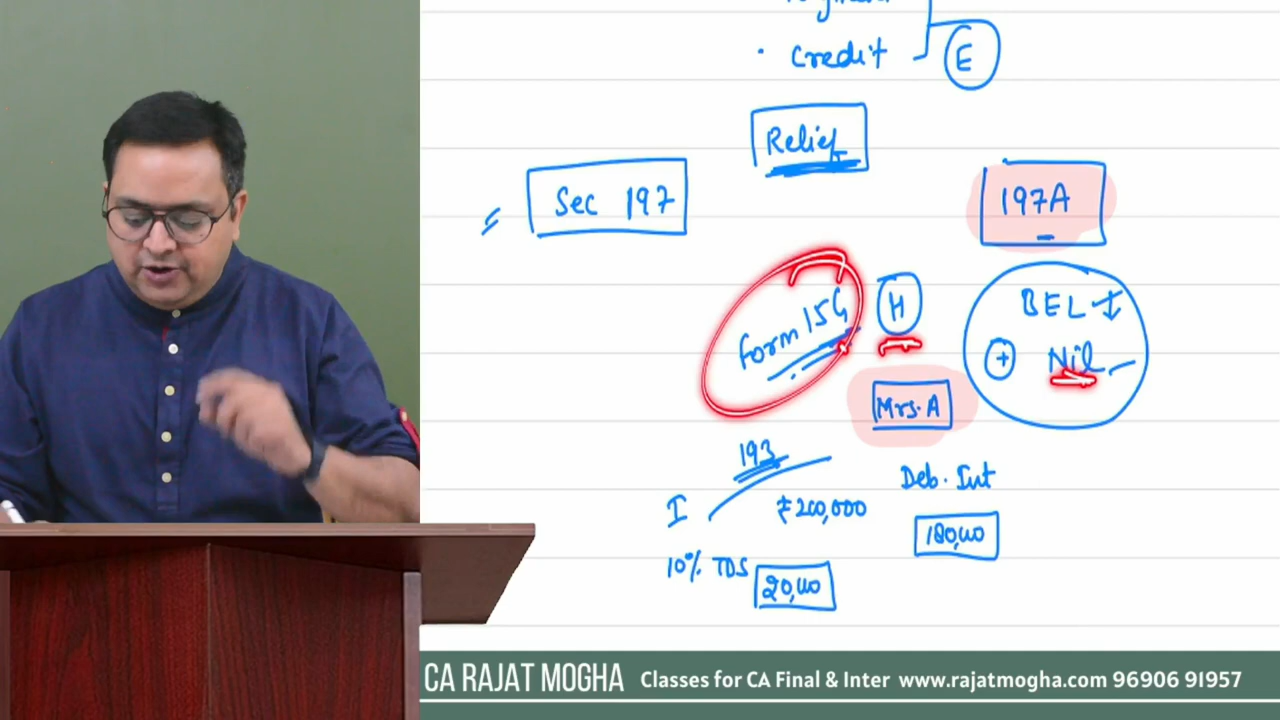 · Credit
E
Relief
= Sec 197
197A
Form 15G
H
BEL ↓
+ Nil
Mrs. A
193
Deb. Int
I
₹200,000
180,000
10% TDS
20,000
CA RAJAT MOGHA Classes for CA Final & Inter www.rajatmogha.com 96906 91957